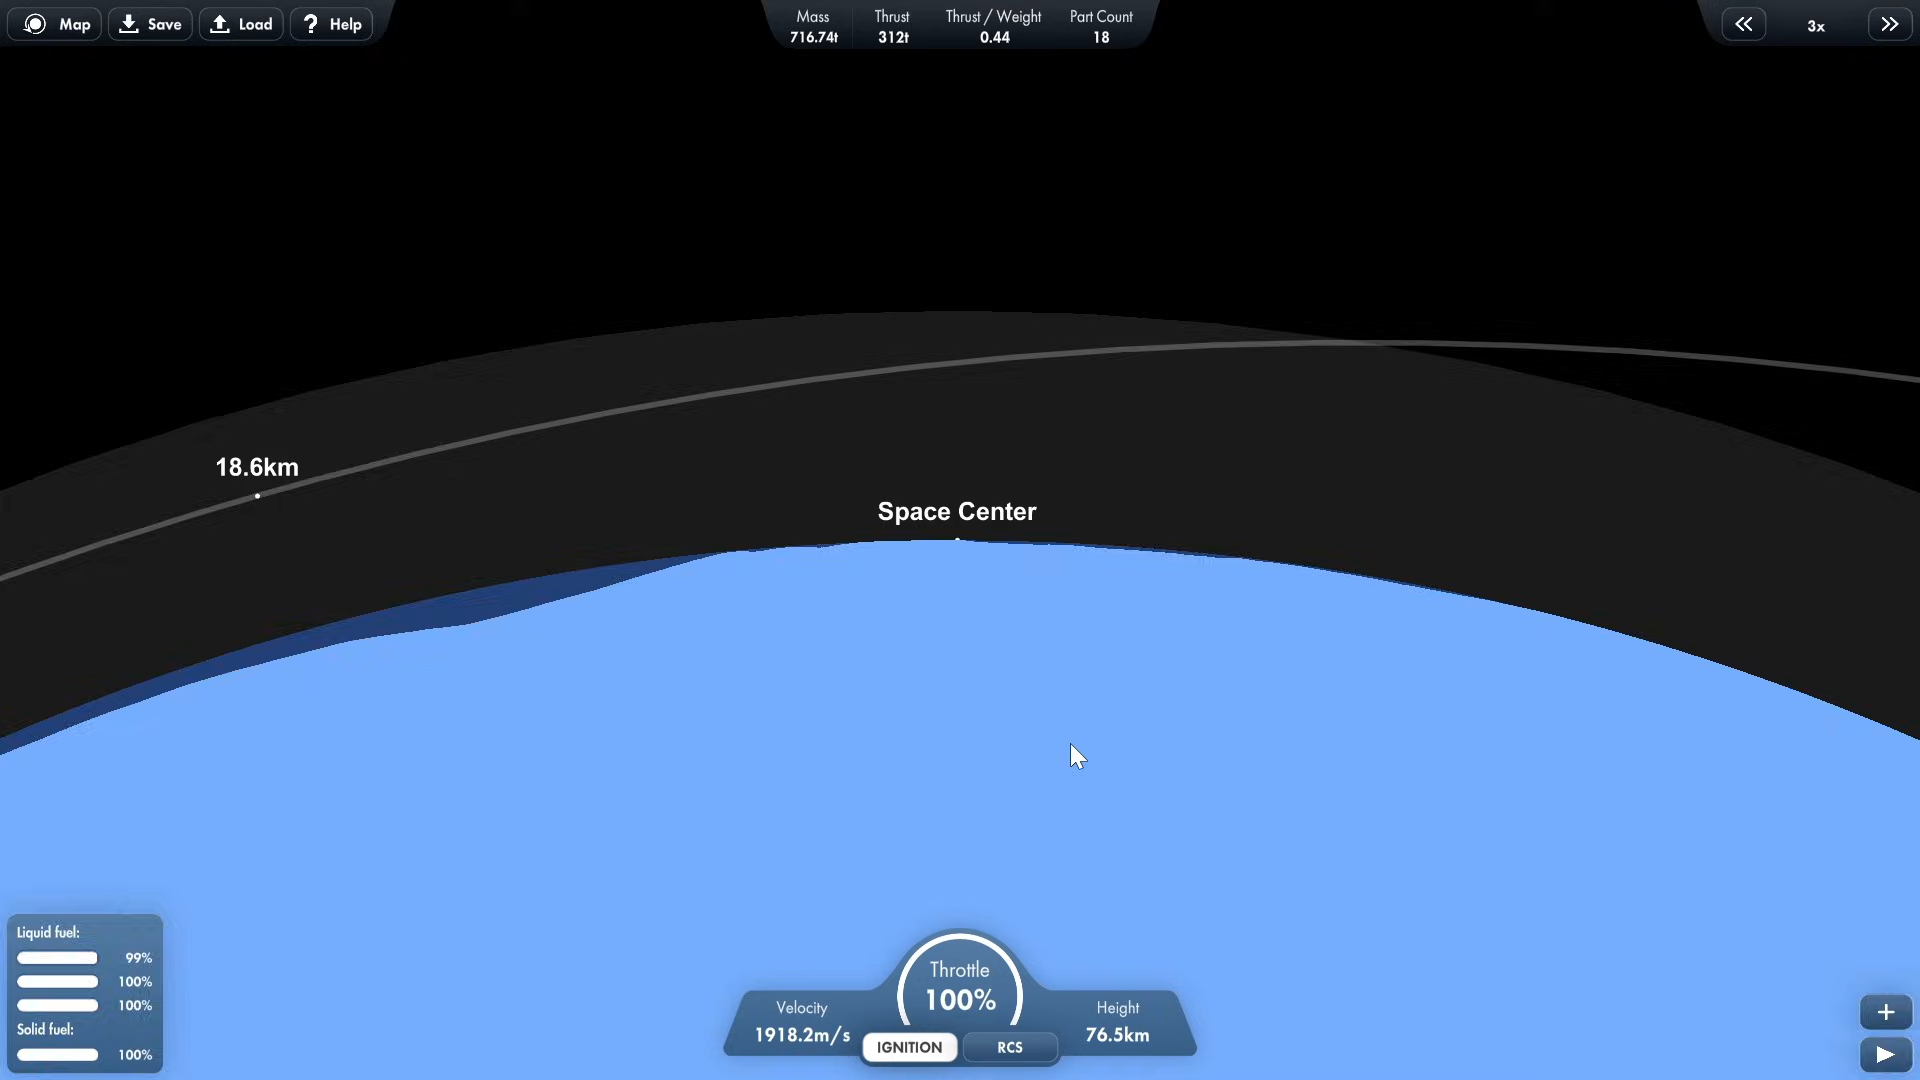 Map
Save
Load
? Help
Mass
716.74t
Thrust
312t
Thrust / Weight
0.44
Part Count
18
3x
18.6km
Space Center
Liquid fuel:
99%
100%
100%
Solid fuel:
100%
Throttle
100%
Velocity
1918.2m/s
Height
76.5km
IGNITION
RCS